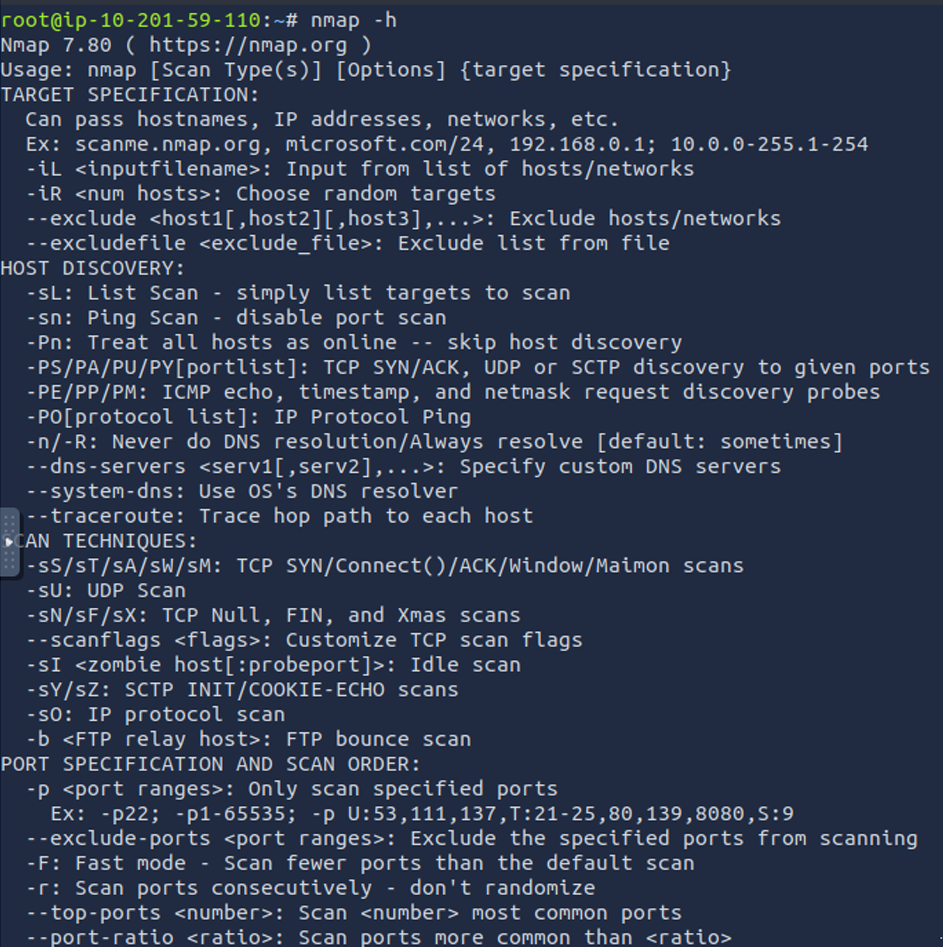 root@ip-10-201-59-110:~# nmap -h
Nmap 7.80 ( https://nmap.org )
Usage: nmap [Scan Type(s)] [Options] {target specification}
TARGET SPECIFICATION:
  Can pass hostnames, IP addresses, networks, etc.
  Ex: scanme.nmap.org, microsoft.com/24, 192.168.0.1; 10.0.0-255.1-254
  -iL <inputfilename>: Input from list of hosts/networks
  -iR <num hosts>: Choose random targets
  --exclude <host1[,host2][,host3],...>: Exclude hosts/networks
  --excludefile <exclude_file>: Exclude list from file
HOST DISCOVERY:
  -sL: List Scan - simply list targets to scan
  -sn: Ping Scan - disable port scan
  -Pn: Treat all hosts as online -- skip host discovery
  -PS/PA/PU/PY[portlist]: TCP SYN/ACK, UDP or SCTP discovery to given ports
  -PE/PP/PM: ICMP echo, timestamp, and netmask request discovery probes
  -PO[protocol list]: IP Protocol Ping
  -n/-R: Never do DNS resolution/Always resolve [default: sometimes]
  --dns-servers <serv1[,serv2],...>: Specify custom DNS servers
  --system-dns: Use OS's DNS resolver
  --traceroute: Trace hop path to each host
SCAN TECHNIQUES:
  -sS/sT/sA/sW/sM: TCP SYN/Connect()/ACK/Window/Maimon scans
  -sU: UDP Scan
  -sN/sF/sX: TCP Null, FIN, and Xmas scans
  --scanflags <flags>: Customize TCP scan flags
  -sI <zombie host[:probeport]>: Idle scan
  -sY/sZ: SCTP INIT/COOKIE-ECHO scans
  -sO: IP protocol scan
  -b <FTP relay host>: FTP bounce scan
PORT SPECIFICATION AND SCAN ORDER:
  -p <port ranges>: Only scan specified ports
    Ex: -p22; -p1-65535; -p U:53,111,137,T:21-25,80,139,8080,S:9
  --exclude-ports <port ranges>: Exclude the specified ports from scanning
  -F: Fast mode - Scan fewer ports than the default scan
  -r: Scan ports consecutively - don't randomize
  --top-ports <number>: Scan <number> most common ports
  --port-ratio <ratio>: Scan ports more common than <ratio>